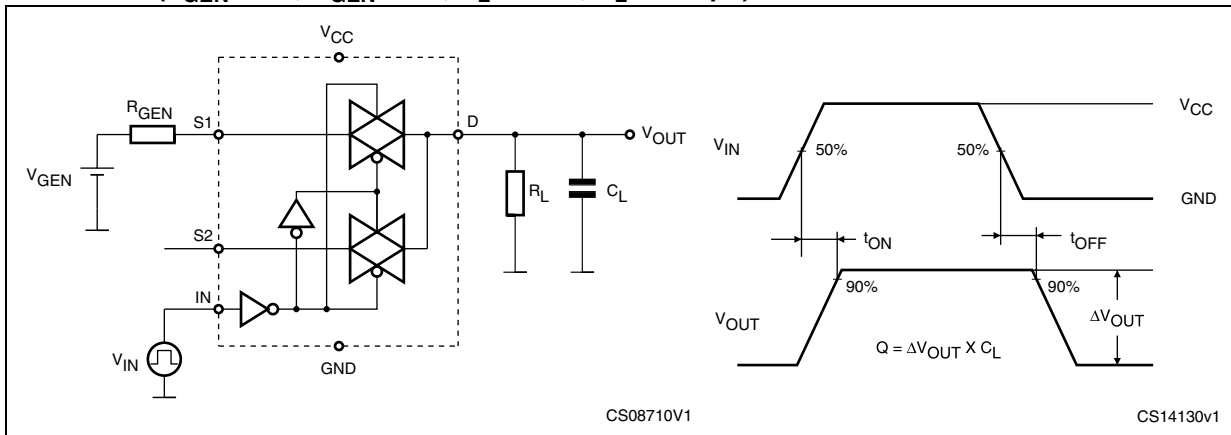 V_CC
R_GEN
S1
D
V_OUT
V_GEN
R_L
C_L
S2
IN
V_IN
GND
CS08710V1
V_CC
V_IN
50%
50%
GND
t_ON
t_OFF
90%
90%
V_OUT
ΔV_OUT
Q = ΔV_OUT X C_L
CS14130v1